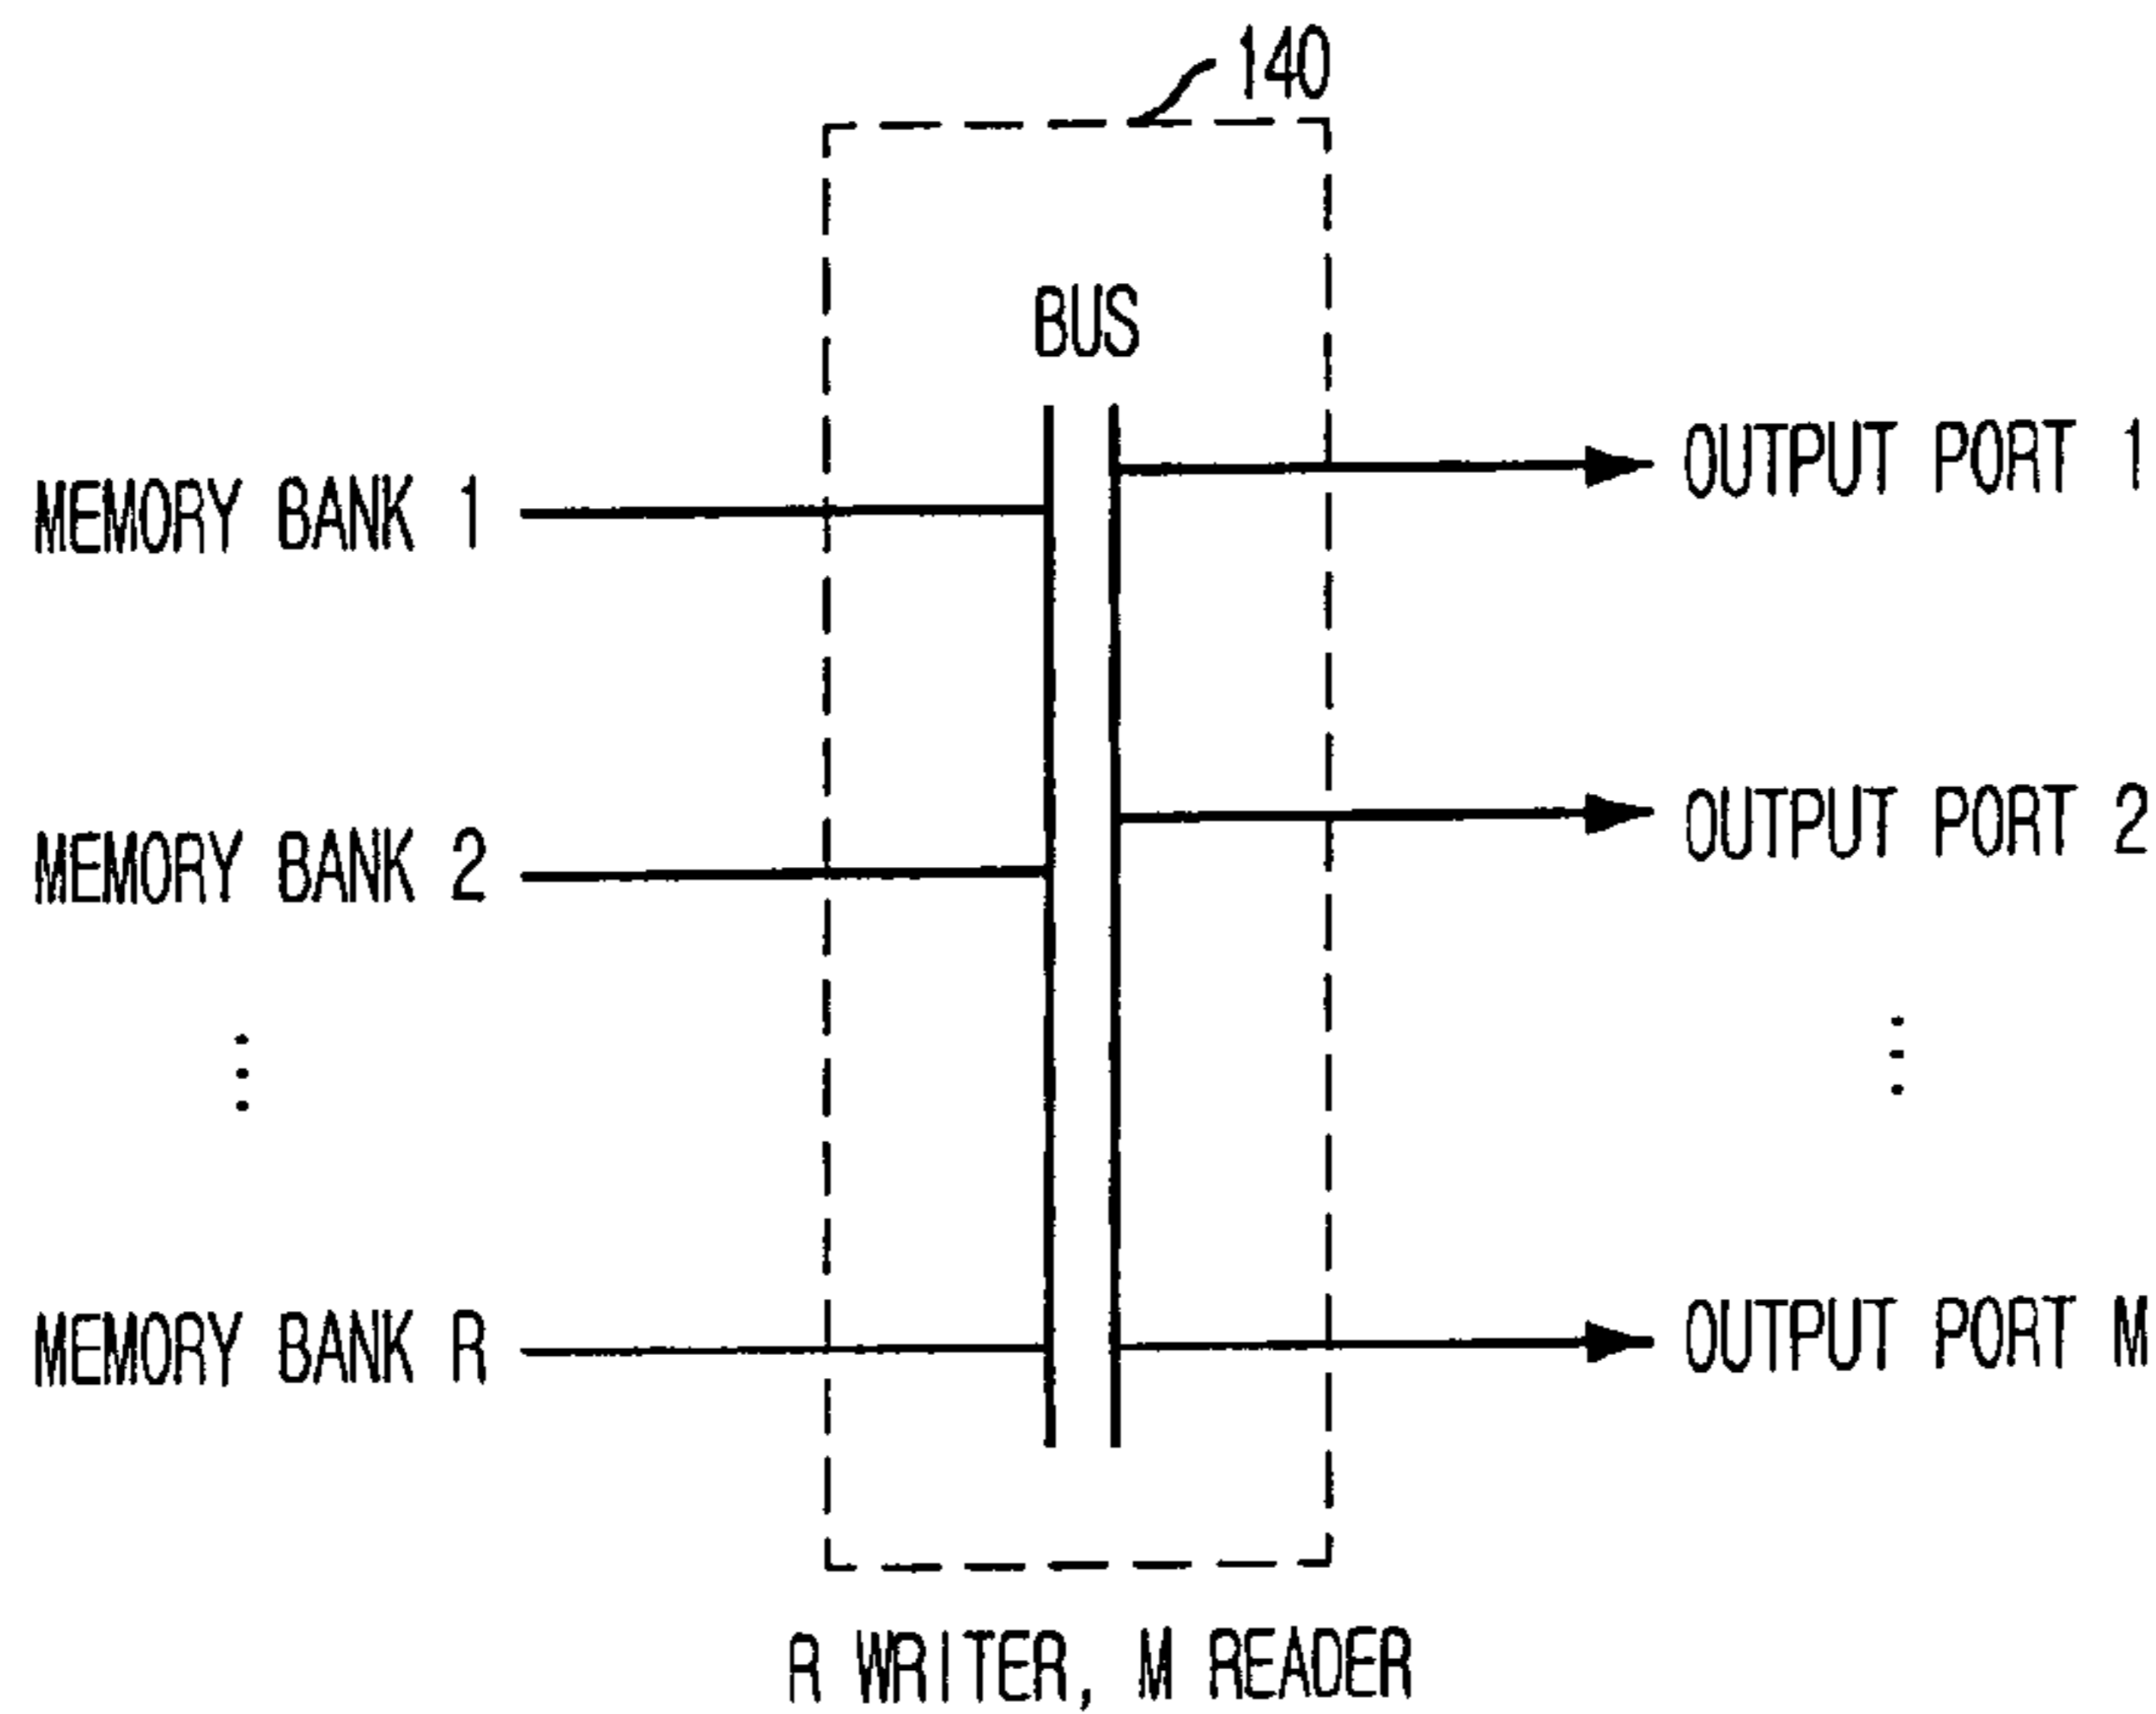 140
BUS
MEMORY BANK 1
OUTPUT PORT 1
MEMORY BANK 2
OUTPUT PORT 2
MEMORY BANK R
OUTPUT PORT M
R WRITER, M READER